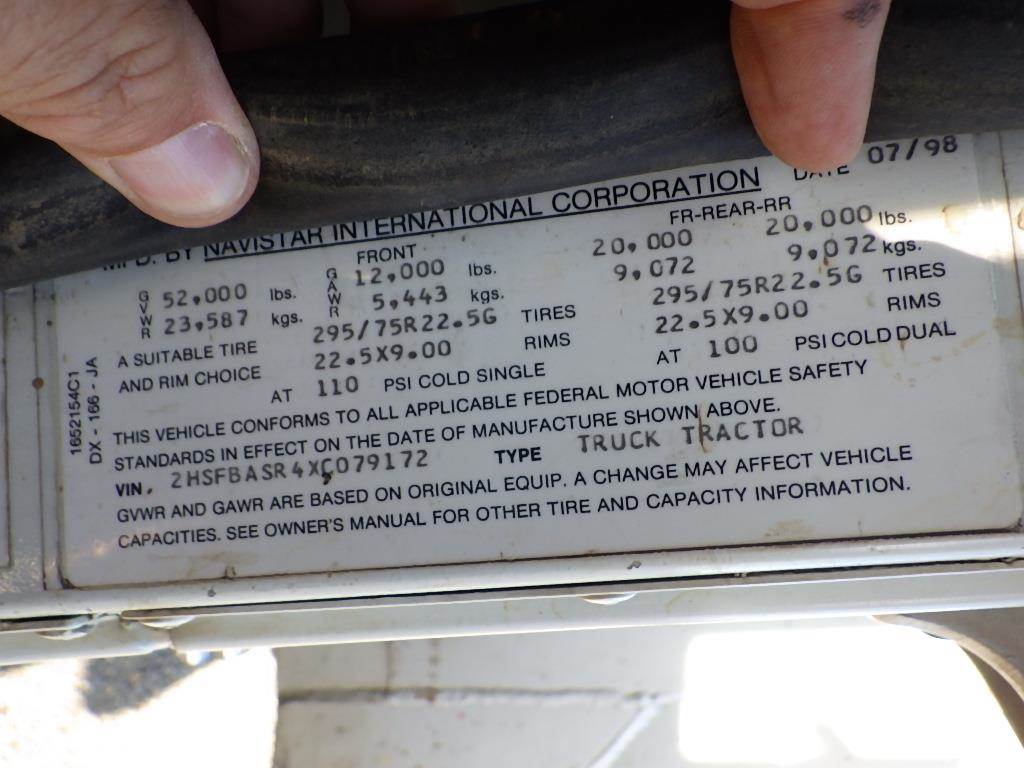 DATE 07/98
MFD. BY NAVISTAR INTERNATIONAL CORPORATION
FRONT FR-REAR-RR
GVWR 52,000 lbs. GAWR 12,000 lbs. 20,000 20,000 lbs.
23,587 kgs. 5,443 kgs. 9,072 9,072 kgs.
A SUITABLE TIRE 295/75R22.5G TIRES 295/75R22.5G TIRES
AND RIM CHOICE 22.5X9.00 RIMS 22.5X9.00 RIMS
AT 110 PSI COLD SINGLE AT 100 PSI COLD DUAL
THIS VEHICLE CONFORMS TO ALL APPLICABLE FEDERAL MOTOR VEHICLE SAFETY
STANDARDS IN EFFECT ON THE DATE OF MANUFACTURE SHOWN ABOVE.
VIN. 2HSFBASR4XC079172 TYPE TRUCK TRACTOR
GVWR AND GAWR ARE BASED ON ORIGINAL EQUIP. A CHANGE MAY AFFECT VEHICLE
CAPACITIES. SEE OWNER'S MANUAL FOR OTHER TIRE AND CAPACITY INFORMATION.
1652154C1
DX - 166 - JA